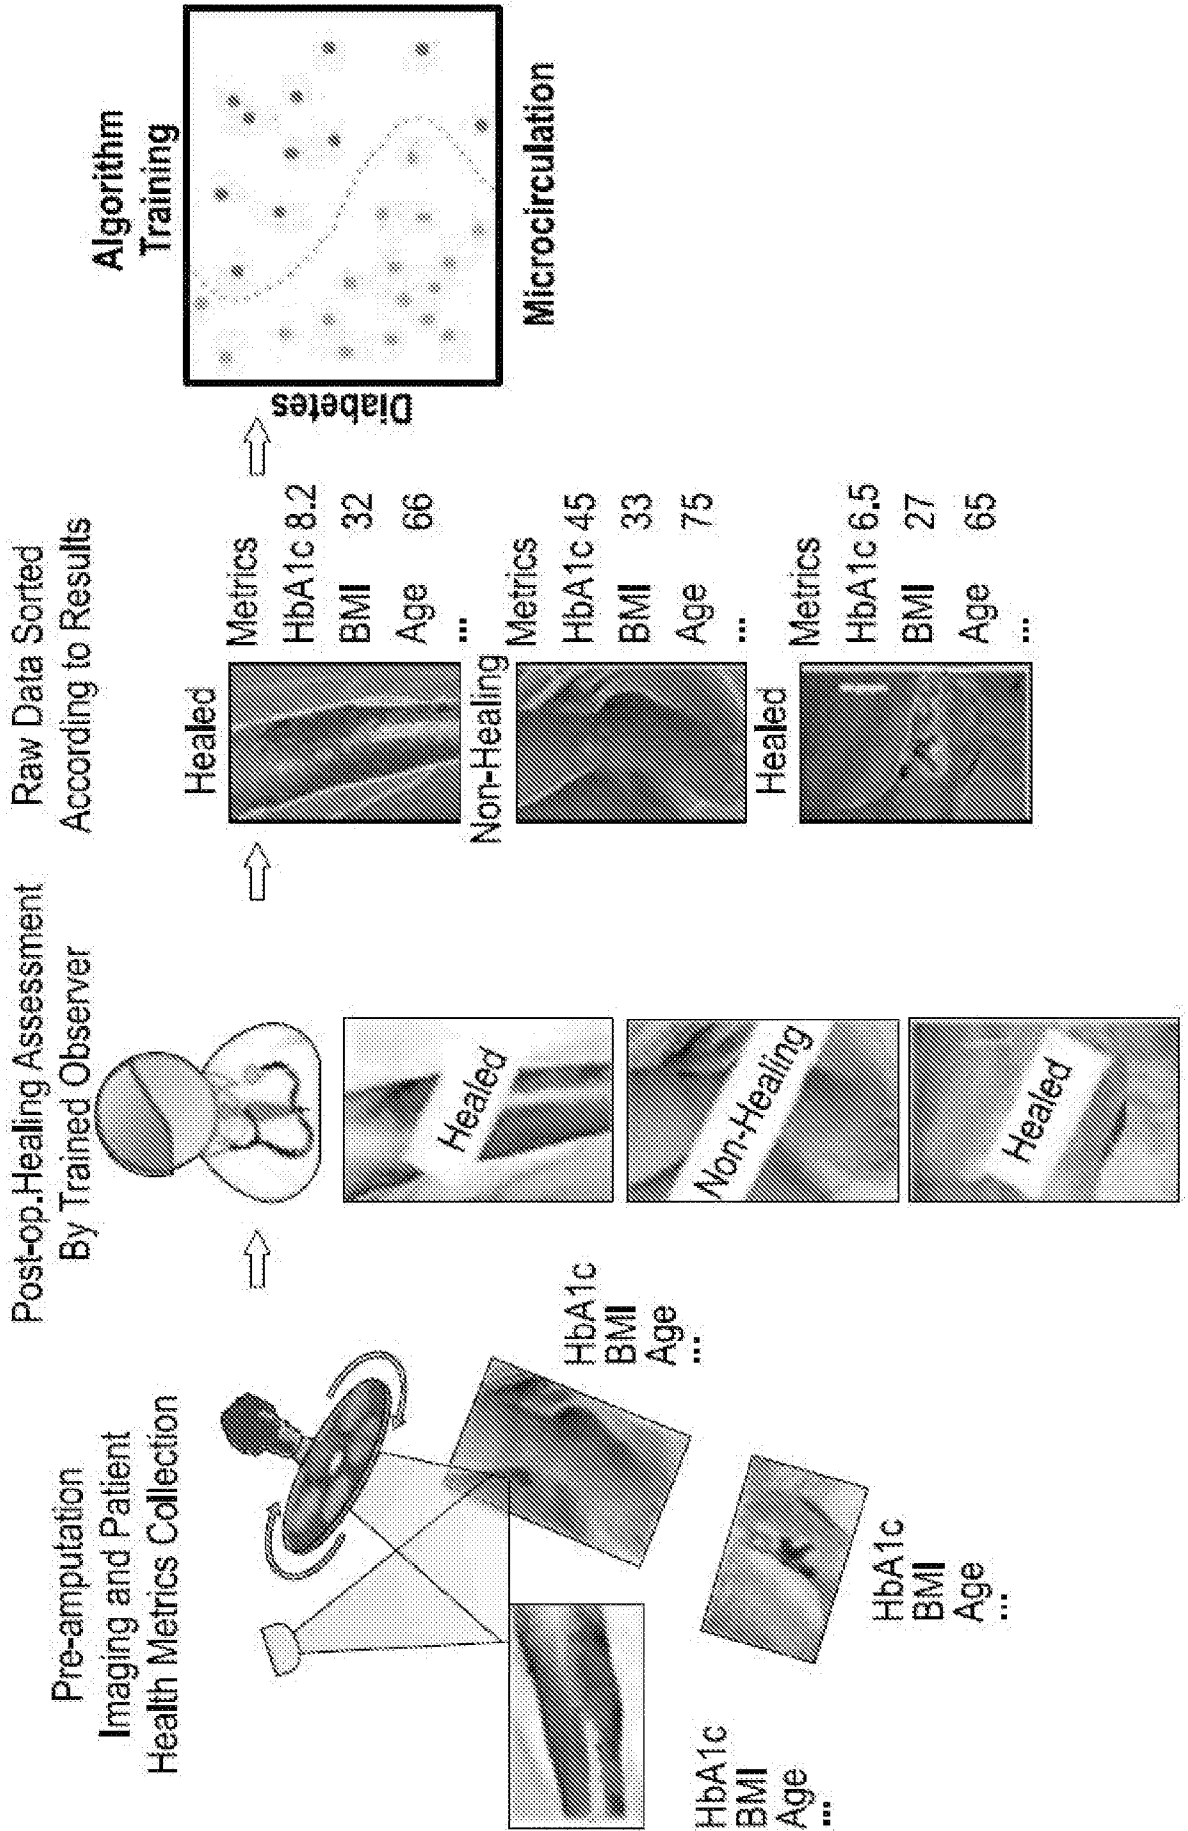 Pre-amputation
Imaging and Patient
Health Metrics Collection
HbA1c
BMI
Age
...
HbA1c
BMI
Age
...
HbA1c
BMI
Age
...
Post-op.Healing Assessment
By Trained Observer
Healed
Non-Healing
Healed
Raw Data Sorted
According to Results
Healed
Metrics
HbA1c 8.2
BMI 32
Age 66
...
Non-Healing
Metrics
HbA1c 45
BMI 33
Age 75
...
Healed
Metrics
HbA1c 6.5
BMI 27
Age 65
...
Algorithm
Training
Diabetes
Microcirculation